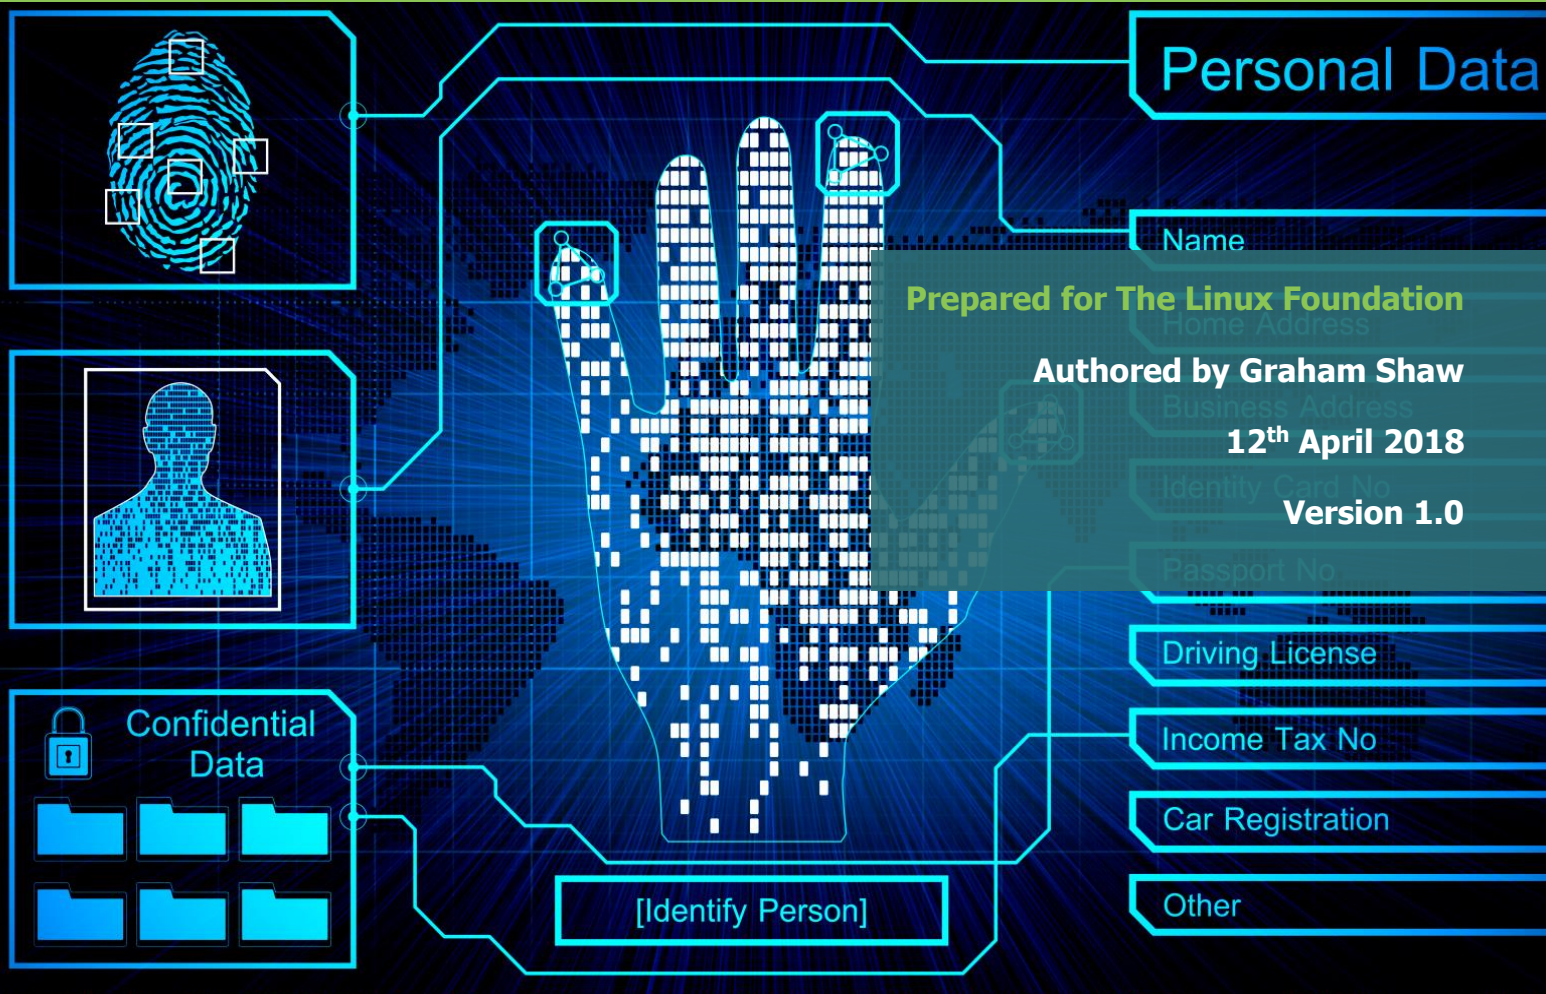 Personal Data
Name
Prepared for The Linux Foundation
Home Address
Authored by Graham Shaw
Business Address
12th April 2018
Identity Card No
Version 1.0
Passport No
Driving License
Confidential
Data
Income Tax No
Car Registration
[Identify Person]
Other